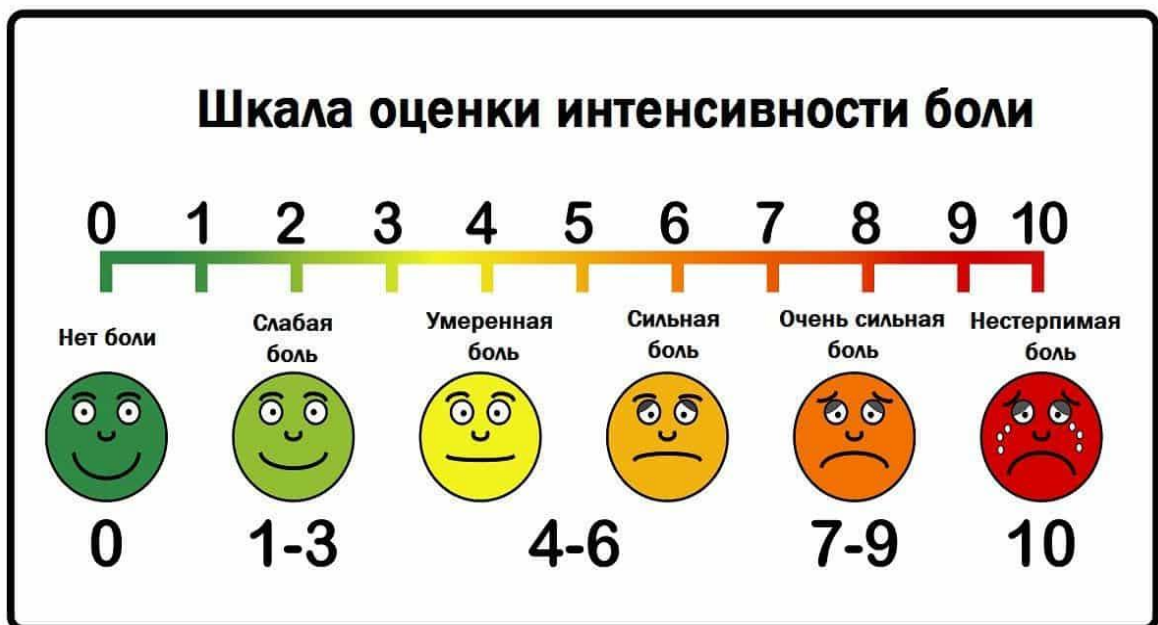 Шкала оценки интенсивности боли
0 1 2 3 4 5 6 7 8 9 10
Нет боли
Слабая
боль
Умеренная
боль
Сильная
боль
Очень сильная
боль
Нестерпимая
боль
0 1-3 4-6 7-9 10